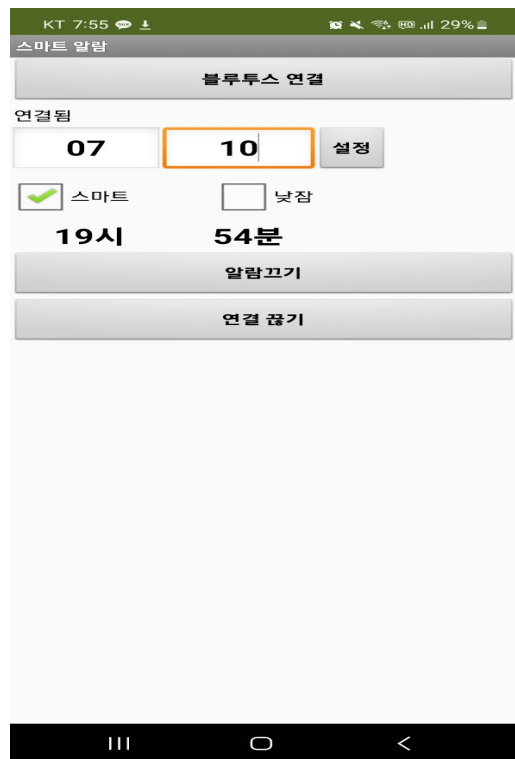 KT 7:55
29%
스마트 알람
블루투스 연결
연결됨
07 10 설정
스마트 낮잠
19시 54분
알람끄기
연결 끊기